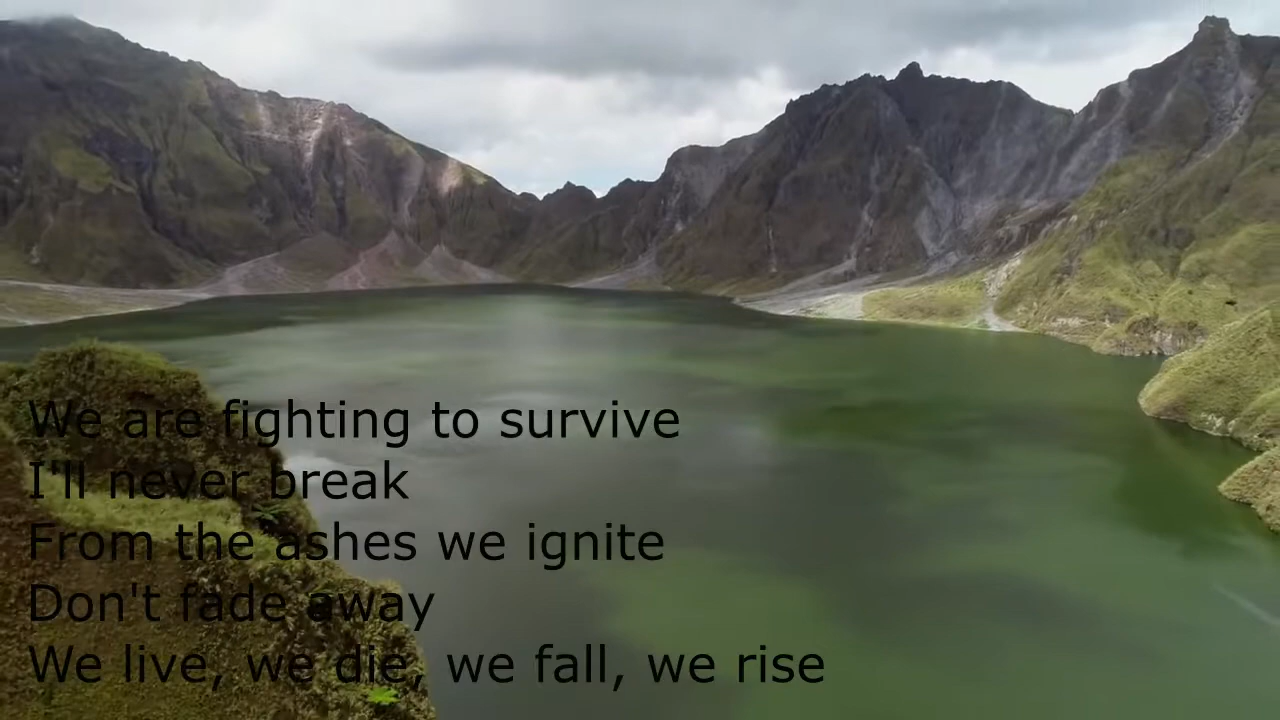 We are fighting to survive
I'll never break
From the ashes we ignite
Don't fade away
We live, we die, we fall, we rise